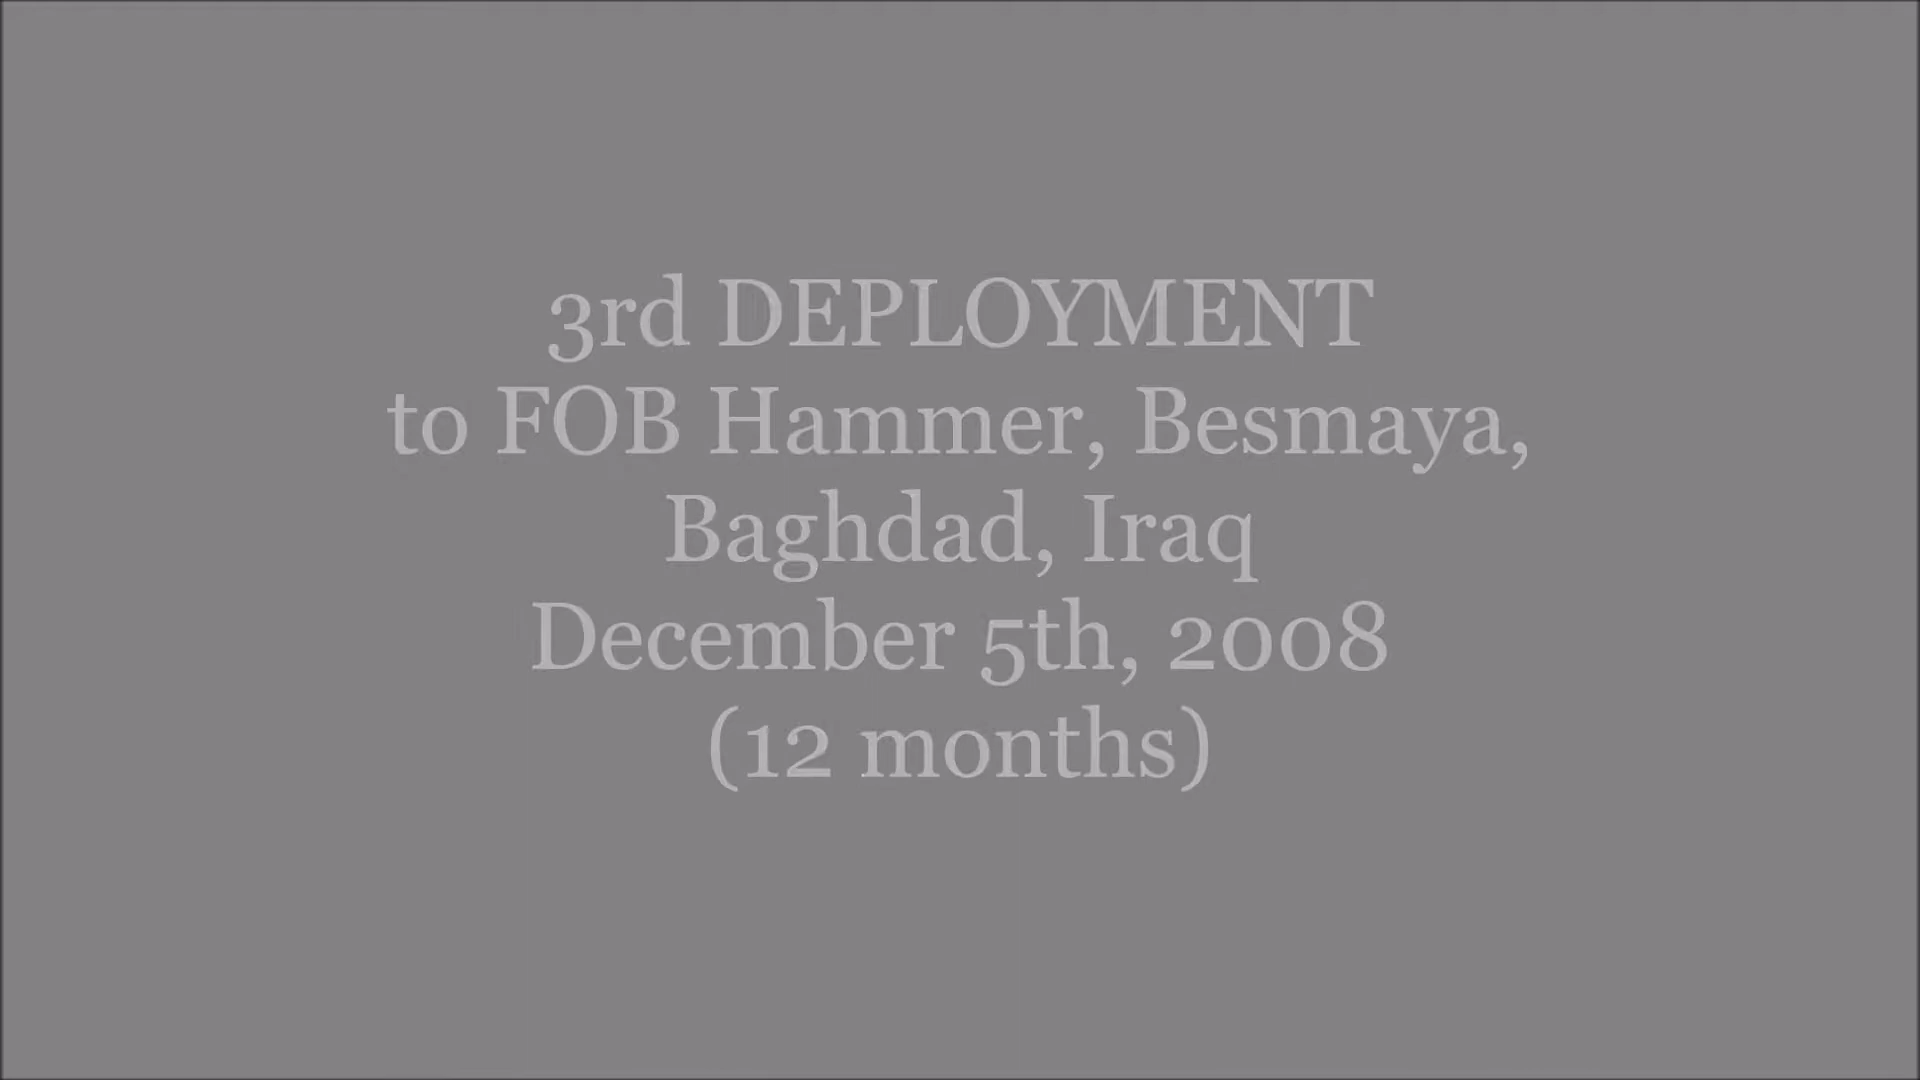 3rd DEPLOYMENT
to FOB Hammer, Besmaya,
Baghdad, Iraq
December 5th, 2008
(12 months)